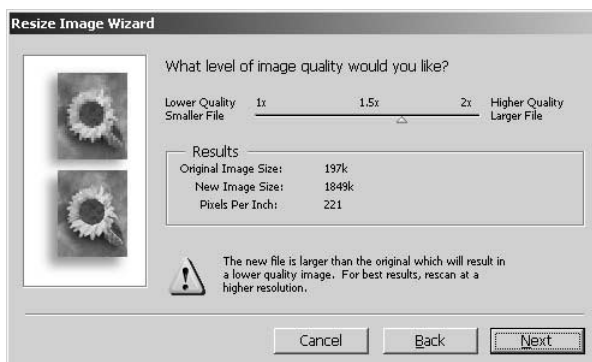 Resize Image Wizard
What level of image quality would you like?
Lower Quality 1x 1.5x 2x Higher Quality
Smaller File Larger File
Results
Original Image Size: 197k
New Image Size: 1849k
Pixels Per Inch: 221
The new file is larger than the original which will result in
a lower quality image. For best results, rescan at a
higher resolution.
Cancel Back Next